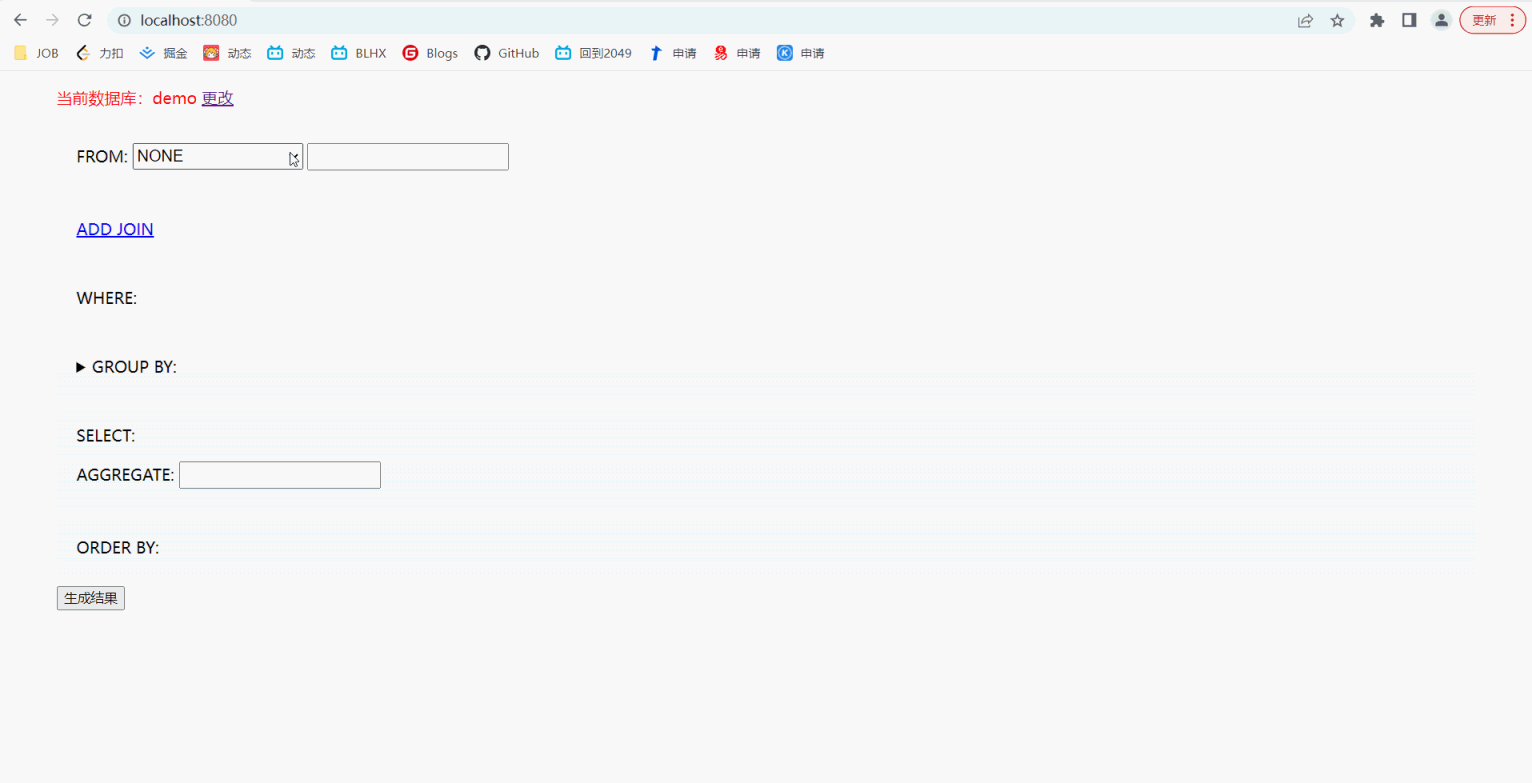 localhost:8080
更新
JOB 力扣 掘金 动态 动态 BLHX Blogs GitHub 回到2049 申请 申请 申请
当前数据库：demo 更改
FROM: NONE
ADD JOIN
WHERE:
GROUP BY:
SELECT:
AGGREGATE:
ORDER BY:
生成结果